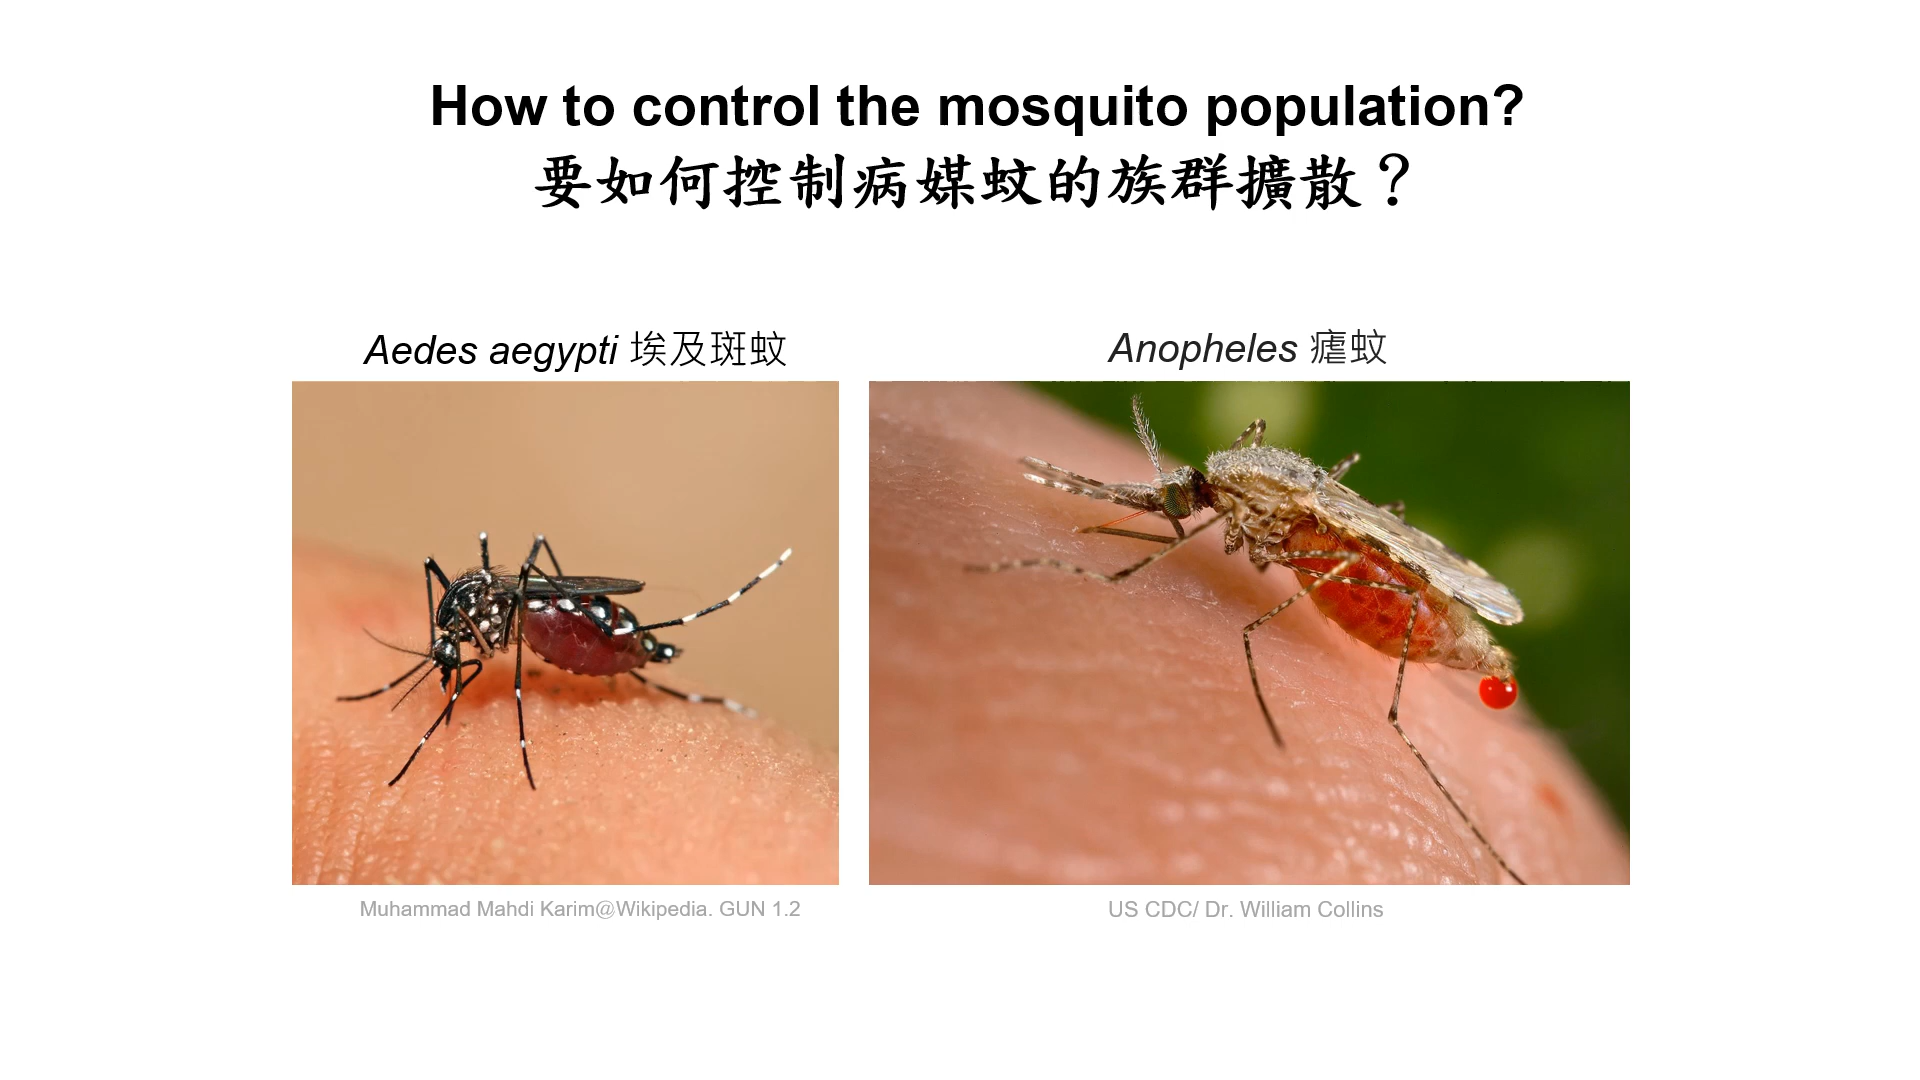 How to control the mosquito population?
要如何控制病媒蚊的族群擴散？
Aedes aegypti 埃及斑蚊
Anopheles 瘧蚊
Muhammad Mahdi Karim@Wikipedia. GUN 1.2
US CDC/ Dr. William Collins